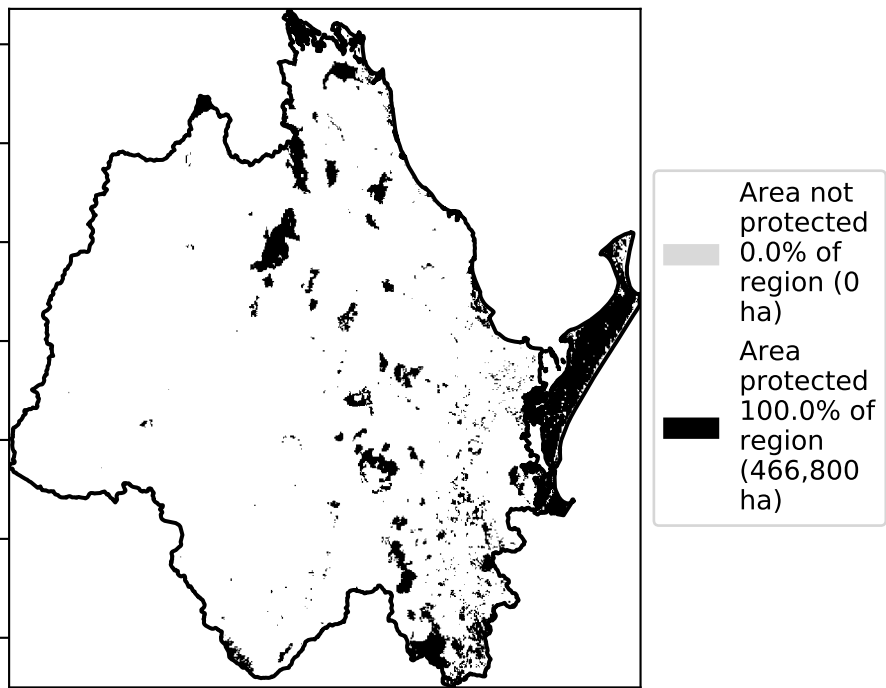 Area not
protected
0.0% of
region (0
ha)
Area
protected
100.0% of
region
(466,800
ha)